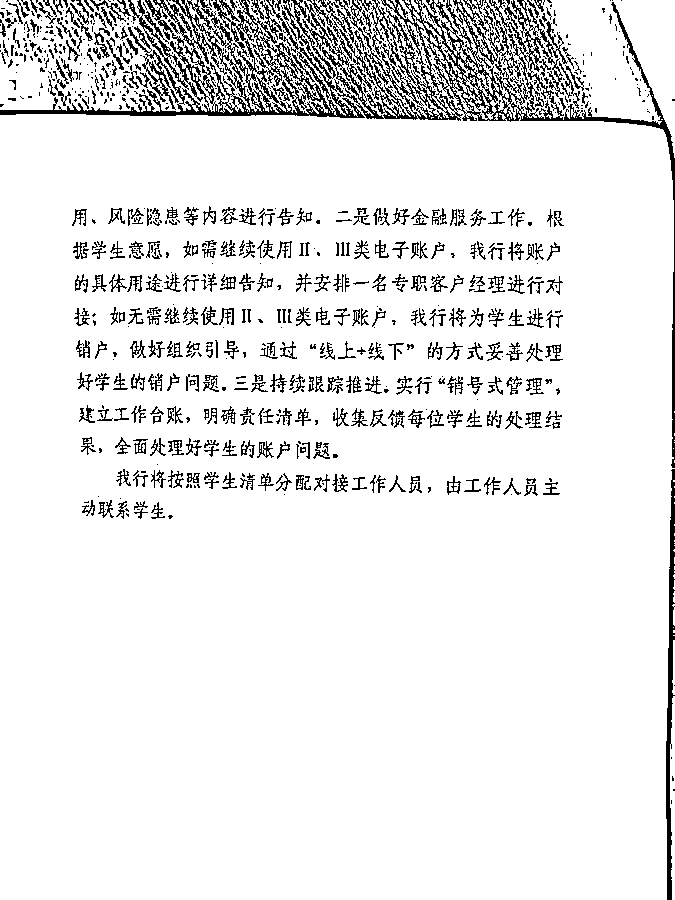 用、风险隐患等内容进行告知。二是做好金融服务工作。根
据学生意愿，如需继续使用Ⅱ、Ⅲ类电子账户，我行将账户
的具体用途进行详细告知，并安排一名专职客户经理进行对
接；如无需继续使用Ⅱ、Ⅲ类电子账户，我行将为学生进行
销户，做好组织引导，通过“线上+线下”的方式妥善处理
好学生的销户问题。三是持续跟踪推进。实行“销号式管理”，
建立工作台账，明确责任清单，收集反馈每位学生的处理结
果，全面处理好学生的账户问题。
我行将按照学生清单分配对接工作人员，由工作人员主
动联系学生。